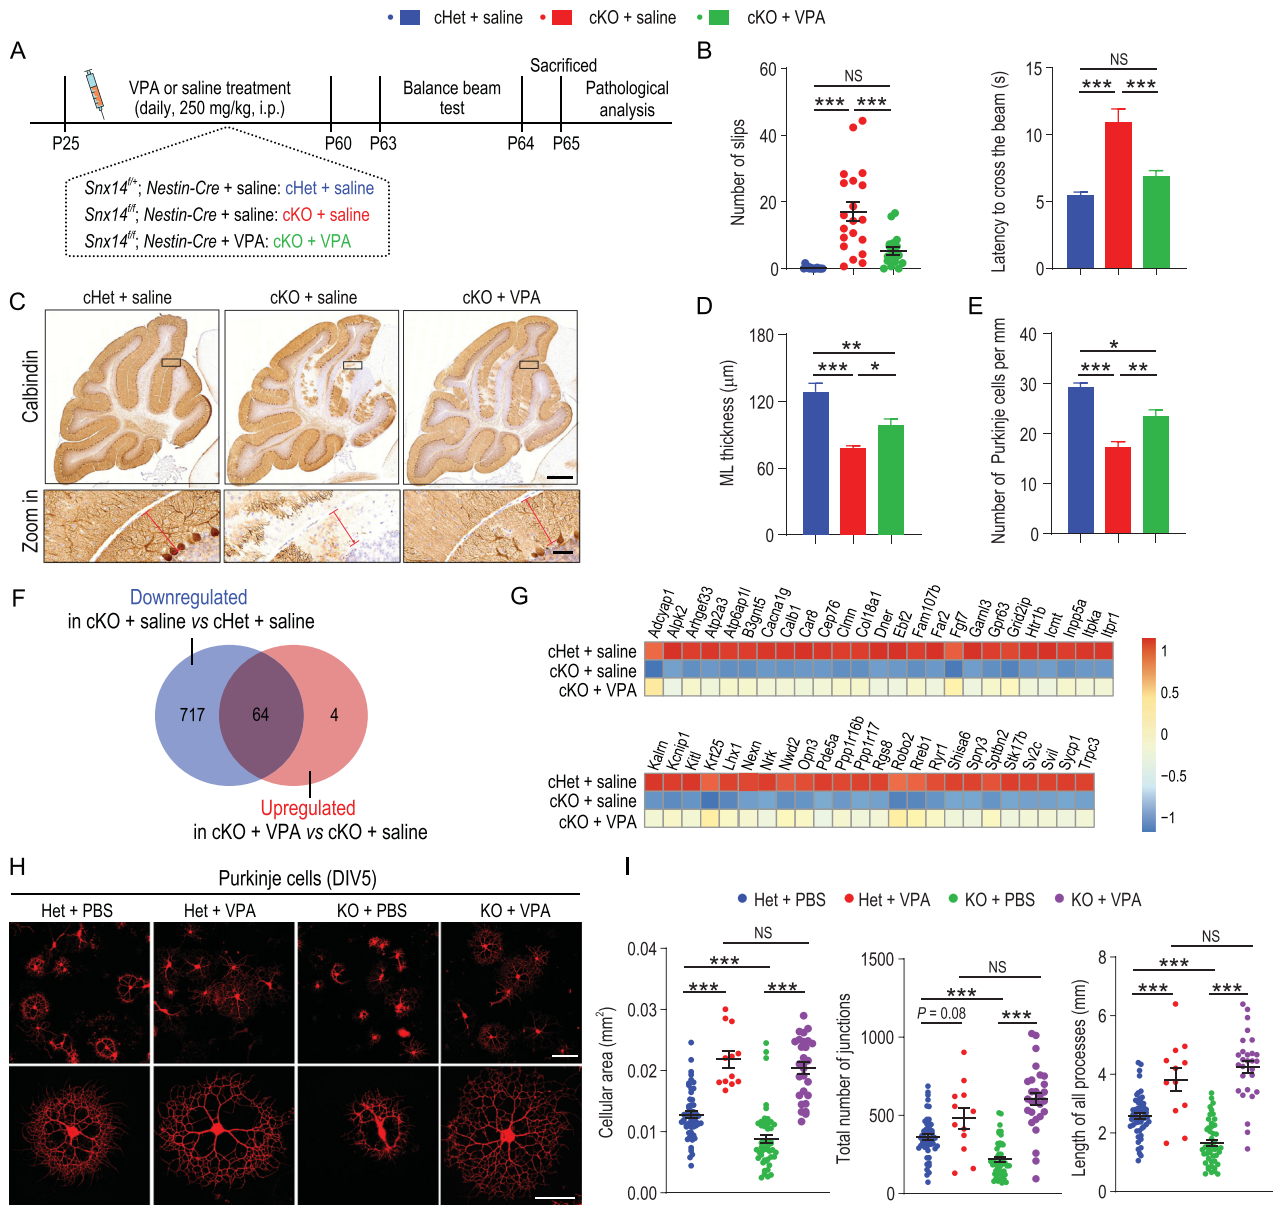 cHet + saline cKO + saline cKO + VPA
A
VPA or saline treatment
(daily, 250 mg/kg, i.p.)
Balance beam
test
Sacrificed
Pathological
analysis
P25 P60 P63 P64 P65
Snx14f/+; Nestin-Cre + saline: cHet + saline
Snx14f/f; Nestin-Cre + saline: cKO + saline
Snx14f/f; Nestin-Cre + VPA: cKO + VPA
B
Number of slips
60
40
20
0
NS
*** ***
Latency to cross the beam (s)
15
10
5
0
NS
*** ***
C
cHet + saline cKO + saline cKO + VPA
Calbindin
Zoom in
D
ML thickness (μm)
180
120
60
0
**
*** *
E
Number of Purkinje cells per mm
40
30
20
10
0
*
*** **
F
Downregulated
in cKO + saline vs cHet + saline
717 64 4
Upregulated
in cKO + VPA vs cKO + saline
G
Adcyap1 Alpk2 Arhgef33 Atp2a3 Atp6ap1l B3gnt5 Cacna1g Calb1 Car8 Cep76 Clmn Col18a1 Dner Ebf2 Fam107b Far2 Fgf7 Garnl3 Gpr63 Grid2ip Htr1b Icmt Inpp5a Itpka Itpr1
cHet + saline
cKO + saline
cKO + VPA
Kalrn Kcnip1 Kitl Krt25 Lhx1 Nexn Nrk Nwd2 Opn3 Pde5a Ppp1r16b Ppp1r17 Rgs8 Robo2 Rreb1 Ryr1 Shisa6 Spry3 Sptbn2 Stk17b Sv2c Svil Sycp1 Trpc3
cHet + saline
cKO + saline
cKO + VPA
1
0.5
0
−0.5
−1
H
Purkinje cells (DIV5)
Het + PBS Het + VPA KO + PBS KO + VPA
I
Het + PBS Het + VPA KO + PBS KO + VPA
Cellular area (mm2)
0.04
0.03
0.02
0.01
0.00
NS
***
*** ***
Total number of junctions
1500
1000
500
0
NS
***
P = 0.08 ***
Length of all processes (mm)
8
6
4
2
0
NS
***
*** ***